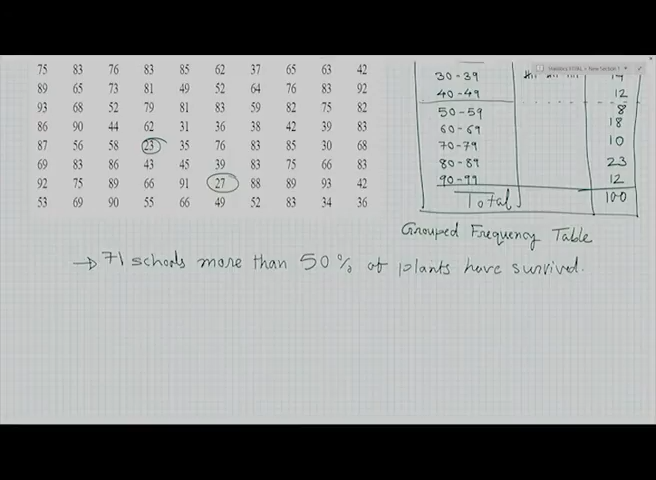 75 83 76 83 85 62 37 65 63 42
89 65 73 81 49 52 64 76 83 92
93 68 52 79 81 83 59 82 75 82
86 90 44 62 31 36 38 42 39 83
87 56 58 23 35 76 83 85 30 68
69 83 86 43 45 39 83 75 66 83
92 75 89 66 91 27 88 89 93 42
53 69 90 55 66 49 52 83 34 36
30-39 14
40-49 12
50-59 8
60-69 18
70-79 10
80-89 23
90-99 12
Total 100
Grouped Frequency Table
→ 71 schools more than 50% of plants have survived.